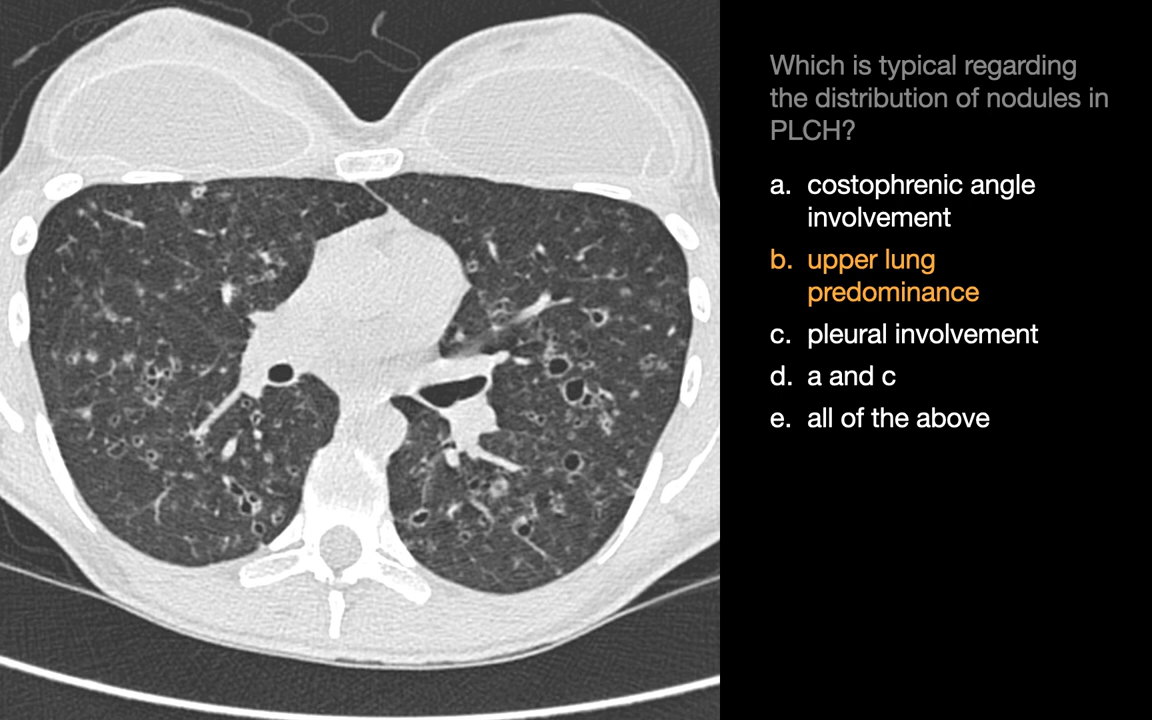 Which is typical regarding
the distribution of nodules in
PLCH?
a. costophrenic angle
involvement
b. upper lung
predominance
c. pleural involvement
d. a and c
e. all of the above